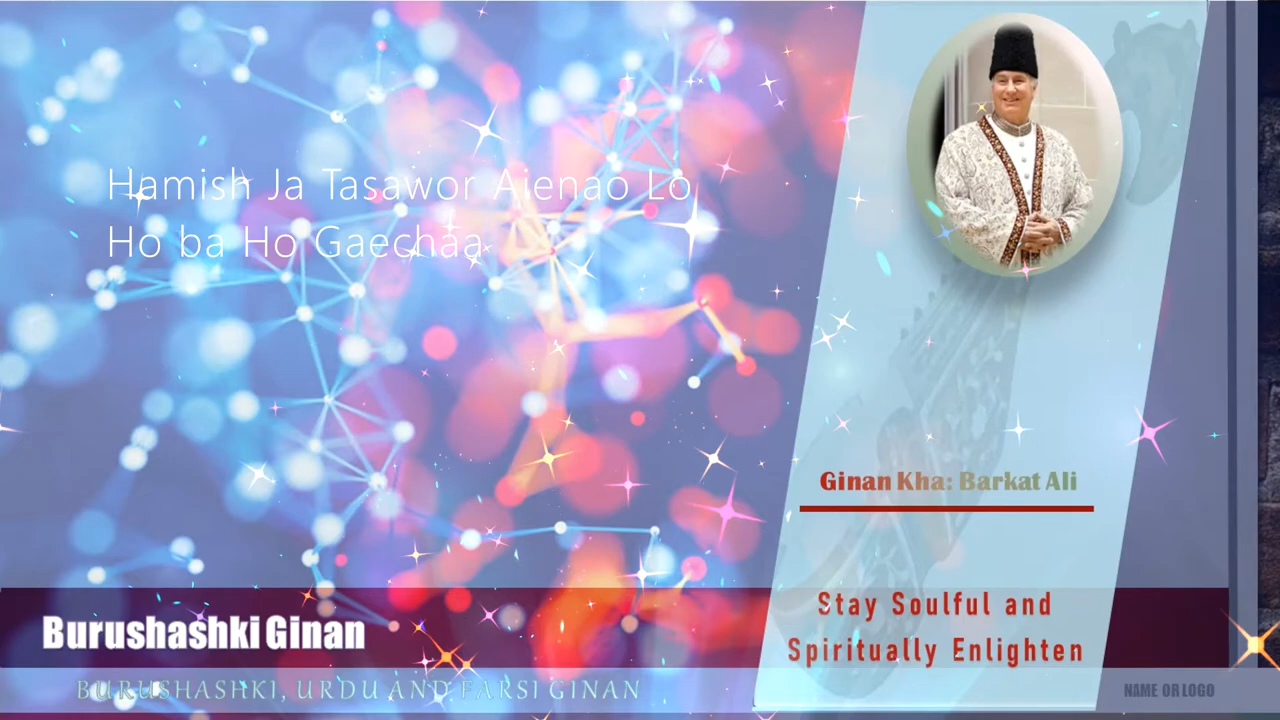 Hamish Ja Tasawor Aienao Lo
Ho ba Ho Gaechaa
Ginan Kha: Barkat Ali
Stay Soulful and
Spiritually Enlighten
Burushashki Ginan
BURUSHASHKI, URDU AND FARSI GINAN
NAME OR LOGO